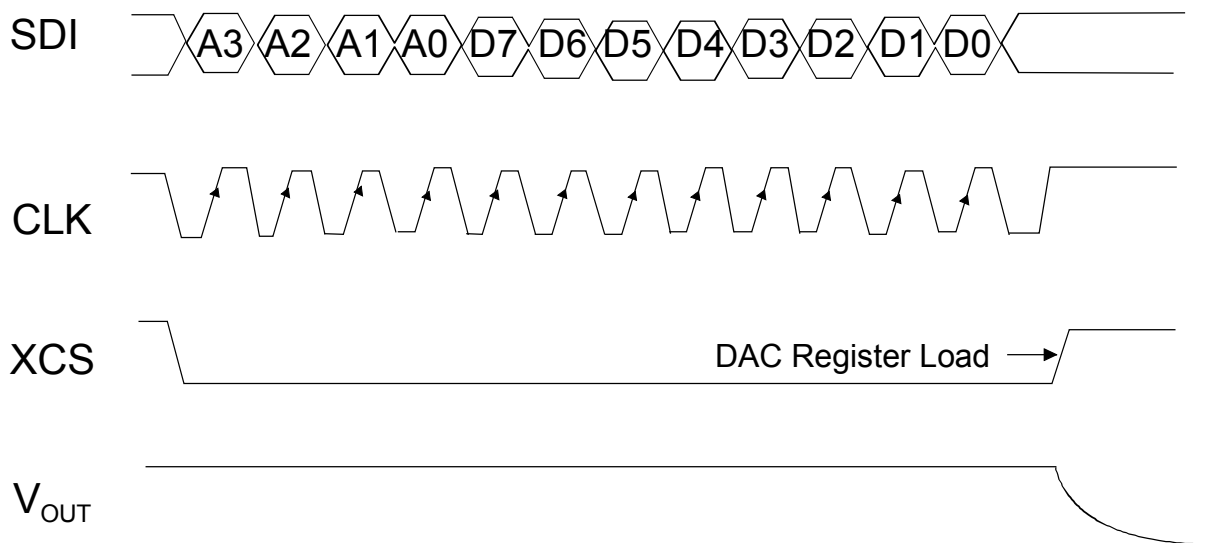 SDI A3 A2 A1 A0 D7 D6 D5 D4 D3 D2 D1 D0
CLK
XCS DAC Register Load
VOUT